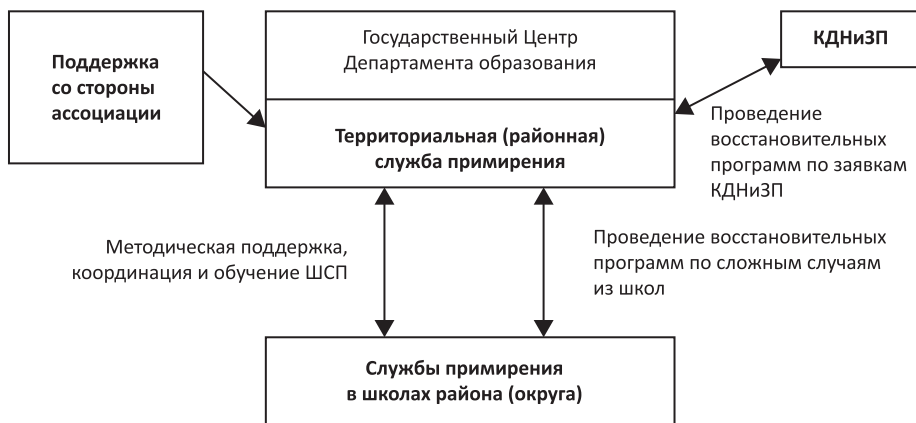 Поддержка
со стороны
ассоциации
Государственный Центр
Департамента образования
Территориальная (районная)
служба примирения
КДНиЗП
Проведение
восстановительных
программ по заявкам
КДНиЗП
Методическая поддержка,
координация и обучение ШСП
Проведение восстановительных
программ по сложным случаям
из школ
Службы примирения
в школах района (округа)